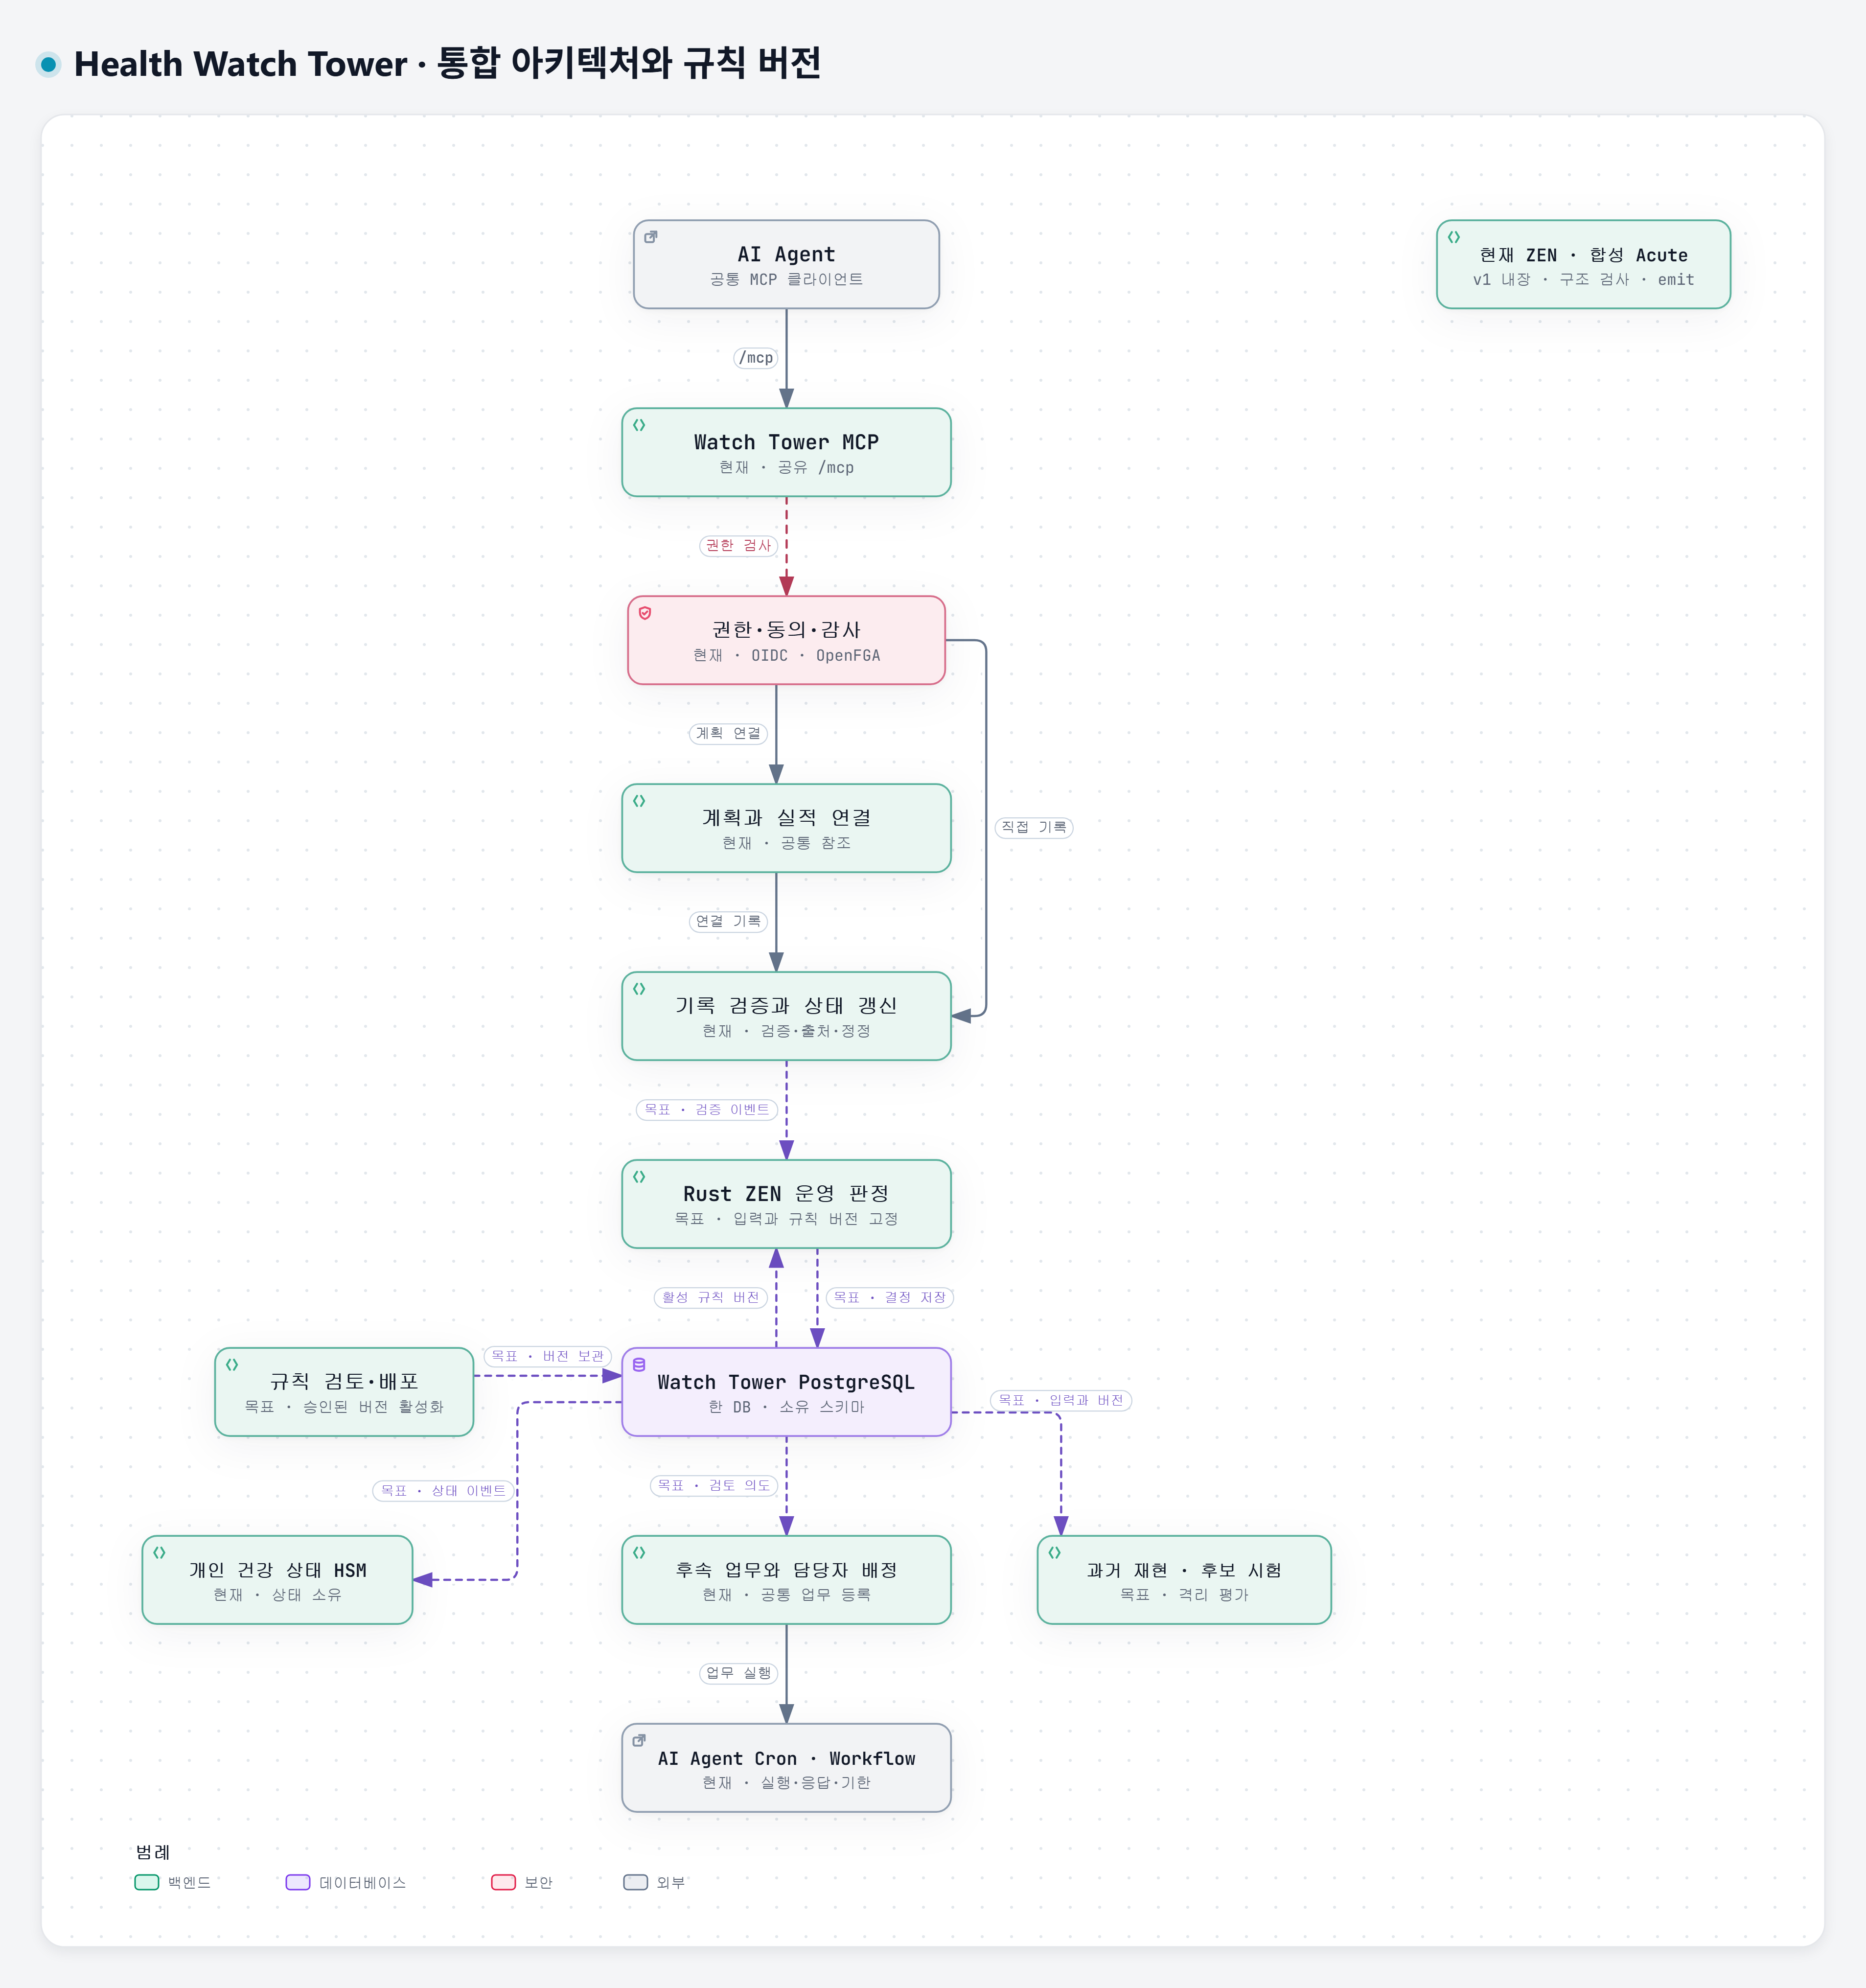 Health Watch Tower · 통합 아키텍처와 규칙 버전
AI Agent
공통 MCP 클라이언트
현재 ZEN · 합성 Acute
v1 내장 · 구조 검사 · emit
/mcp
Watch Tower MCP
현재 · 공유 /mcp
권한 검사
권한·동의·감사
현재 · OIDC · OpenFGA
계획 연결
계획과 실적 연결
현재 · 공통 참조
직접 기록
연결 기록
기록 검증과 상태 갱신
현재 · 검증·출처·정정
목표 · 검증 이벤트
Rust ZEN 운영 판정
목표 · 입력과 규칙 버전 고정
활성 규칙 버전
목표 · 결정 저장
규칙 검토·배포
목표 · 승인된 버전 활성화
목표 · 버전 보관
Watch Tower PostgreSQL
한 DB · 소유 스키마
목표 · 입력과 버전
목표 · 상태 이벤트
목표 · 검토 의도
개인 건강 상태 HSM
현재 · 상태 소유
후속 업무와 담당자 배정
현재 · 공통 업무 등록
과거 재현 · 후보 시험
목표 · 격리 평가
업무 실행
AI Agent Cron · Workflow
현재 · 실행·응답·기한
범례
백엔드
데이터베이스
보안
외부